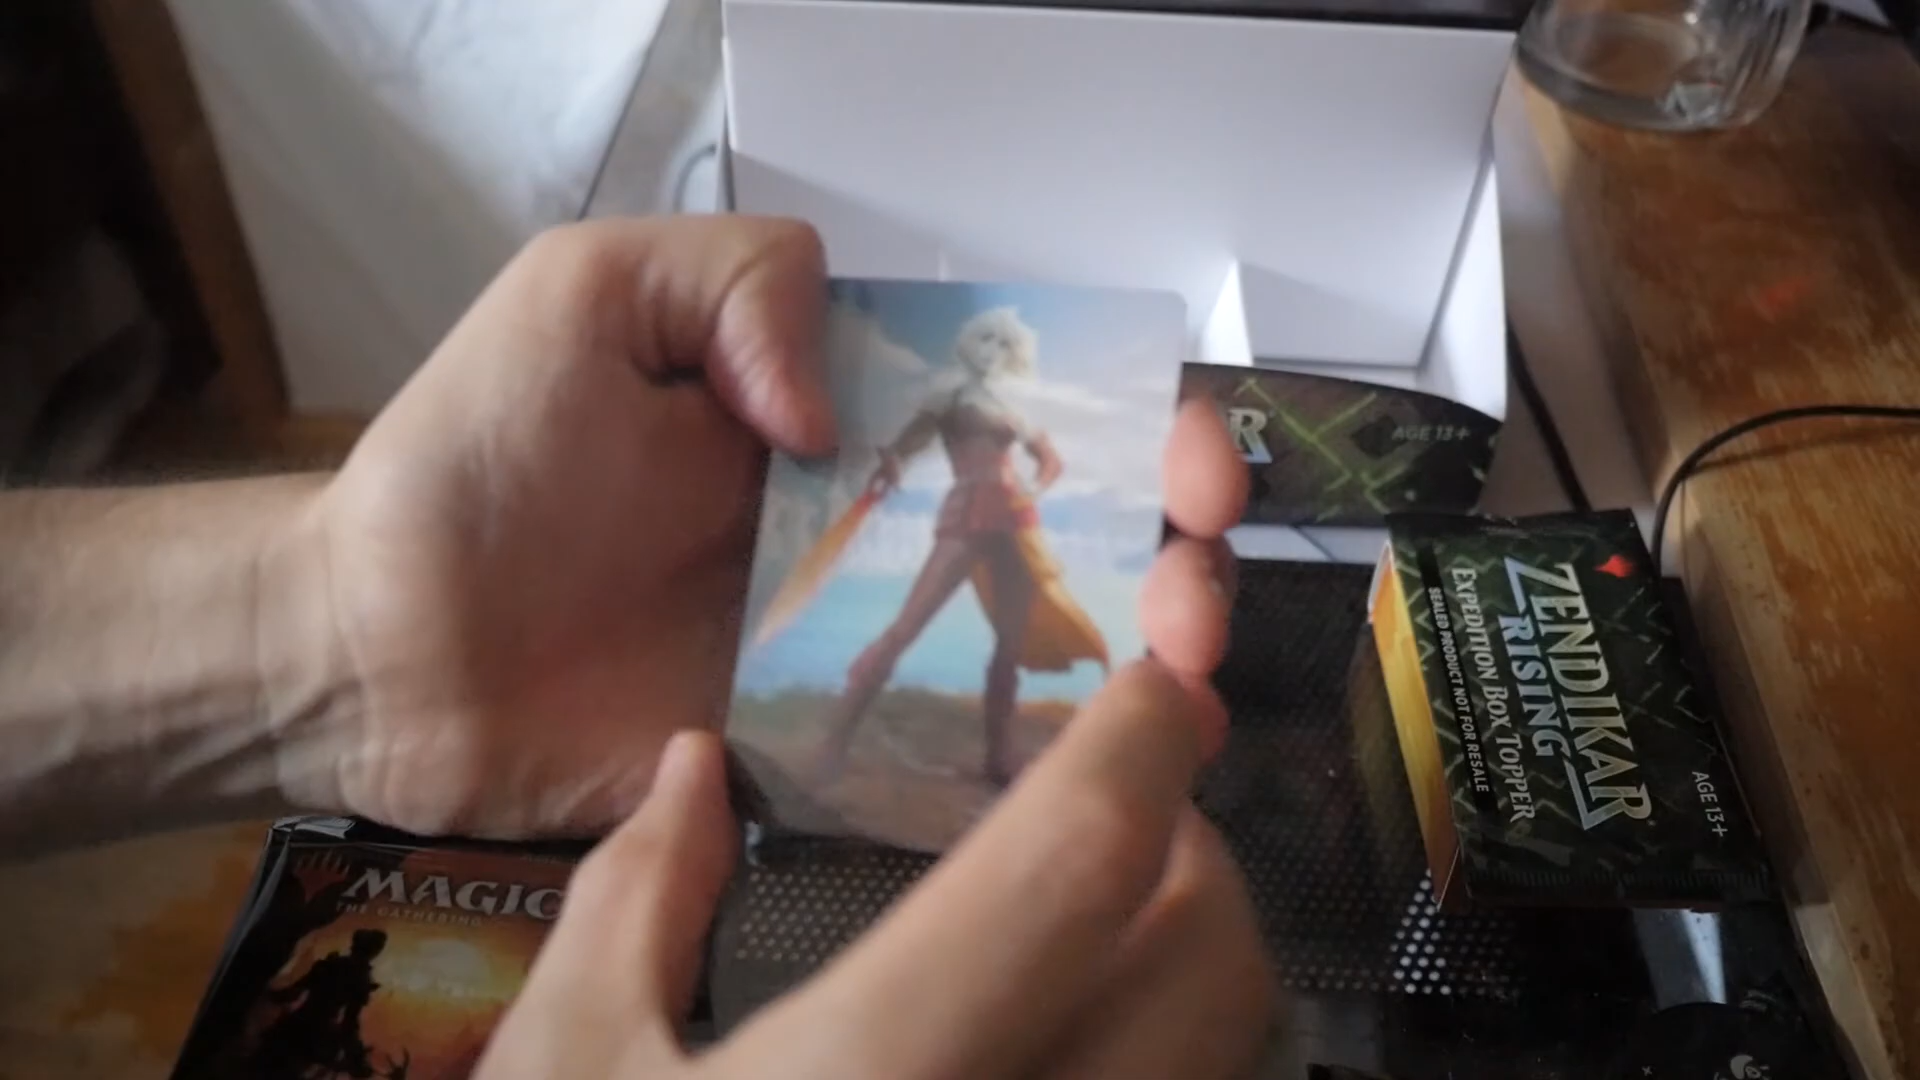 R
AGE 13+
ZENDIKAR
RISING
EXPEDITION BOX TOPPER
SEALED PRODUCT NOT FOR RESALE
AGE 13+
MAGIC
THE GATHERING